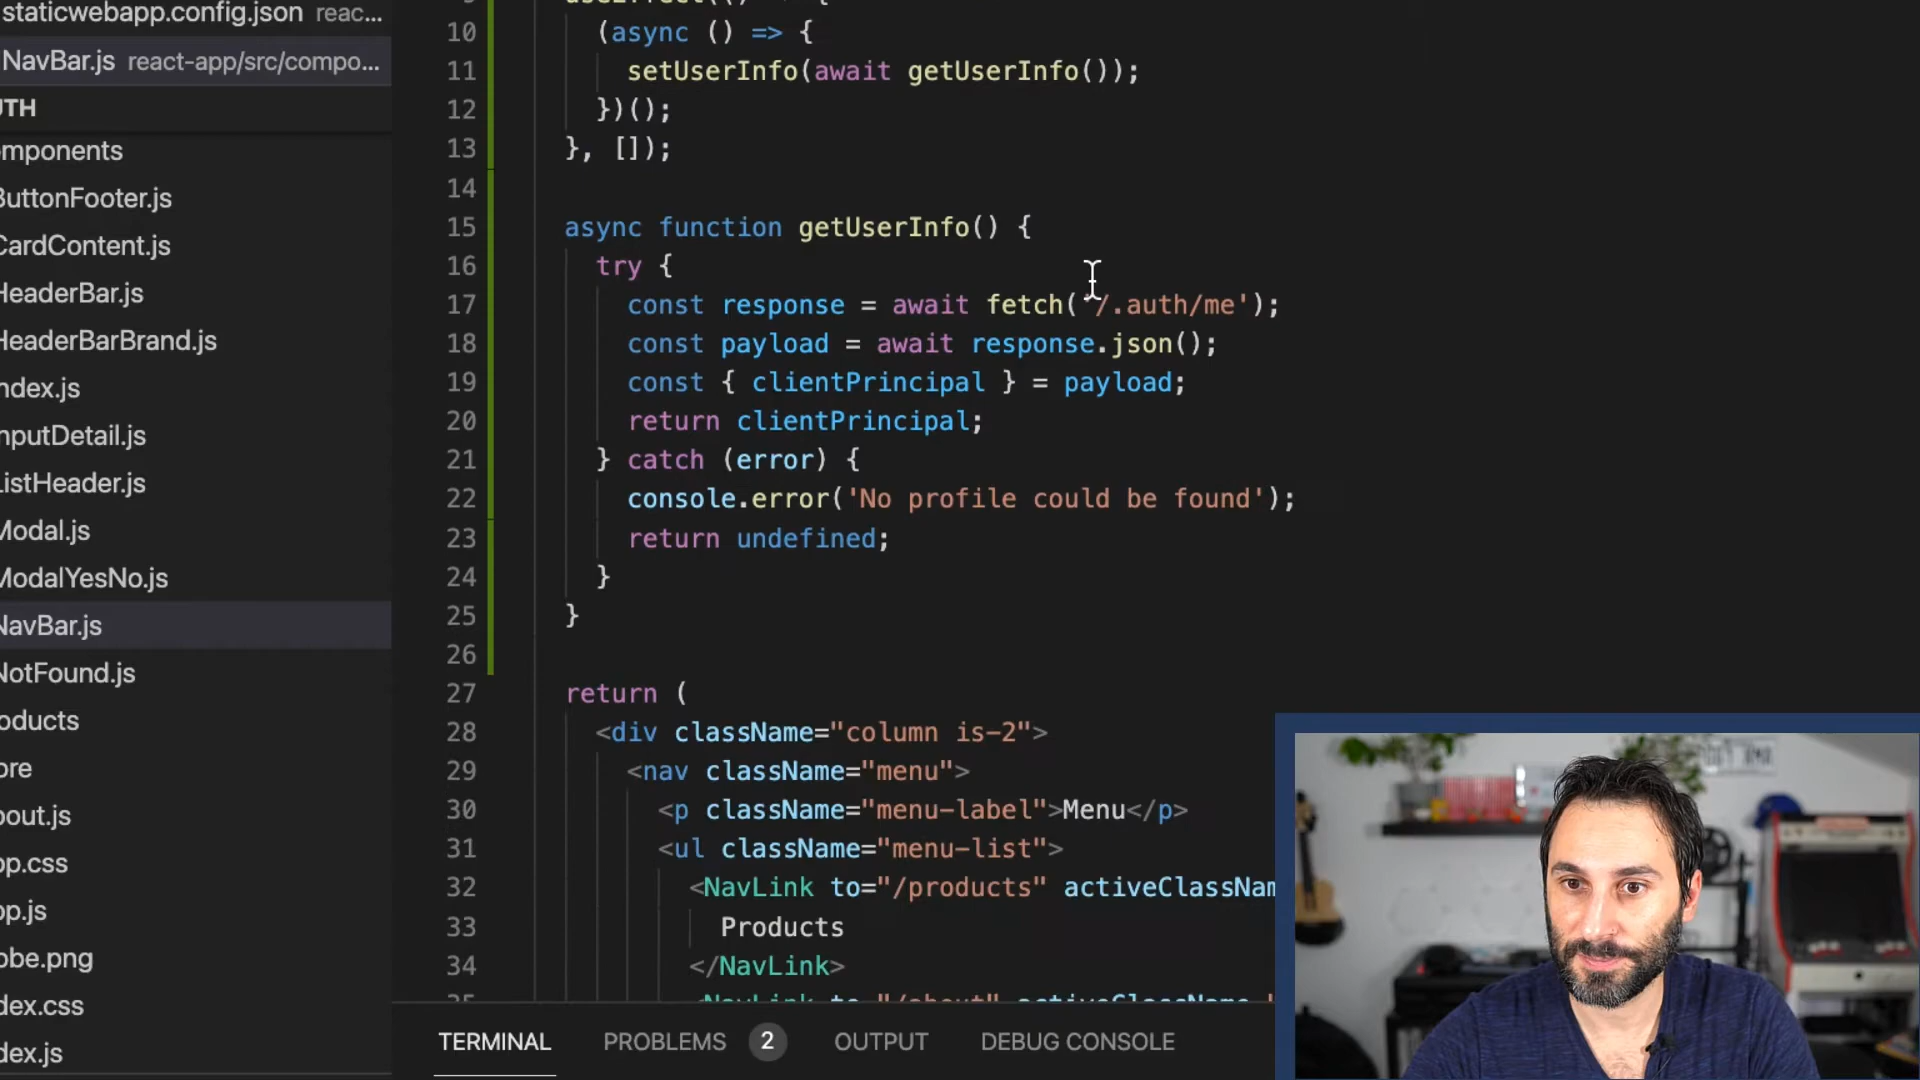 staticwebapp.config.json reac...
NavBar.js react-app/src/compo...
UTH
mponents
ButtonFooter.js
CardContent.js
HeaderBar.js
HeaderBarBrand.js
ndex.js
nputDetail.js
istHeader.js
Modal.js
ModalYesNo.js
NavBar.js
NotFound.js
oducts
ore
bout.js
pp.css
pp.js
obe.png
dex.css
dex.js
10 (async () => {
11 setUserInfo(await getUserInfo());
12 })();
13 }, []);
14
15 async function getUserInfo() {
16 try {
17 const response = await fetch('/.auth/me');
18 const payload = await response.json();
19 const { clientPrincipal } = payload;
20 return clientPrincipal;
21 } catch (error) {
22 console.error('No profile could be found');
23 return undefined;
24 }
25 }
26
27 return (
28 <div className="column is-2">
29 <nav className="menu">
30 <p className="menu-label">Menu</p>
31 <ul className="menu-list">
32 <NavLink to="/products" activeClassNam
33 Products
34 </NavLink>
TERMINAL PROBLEMS 2 OUTPUT DEBUG CONSOLE